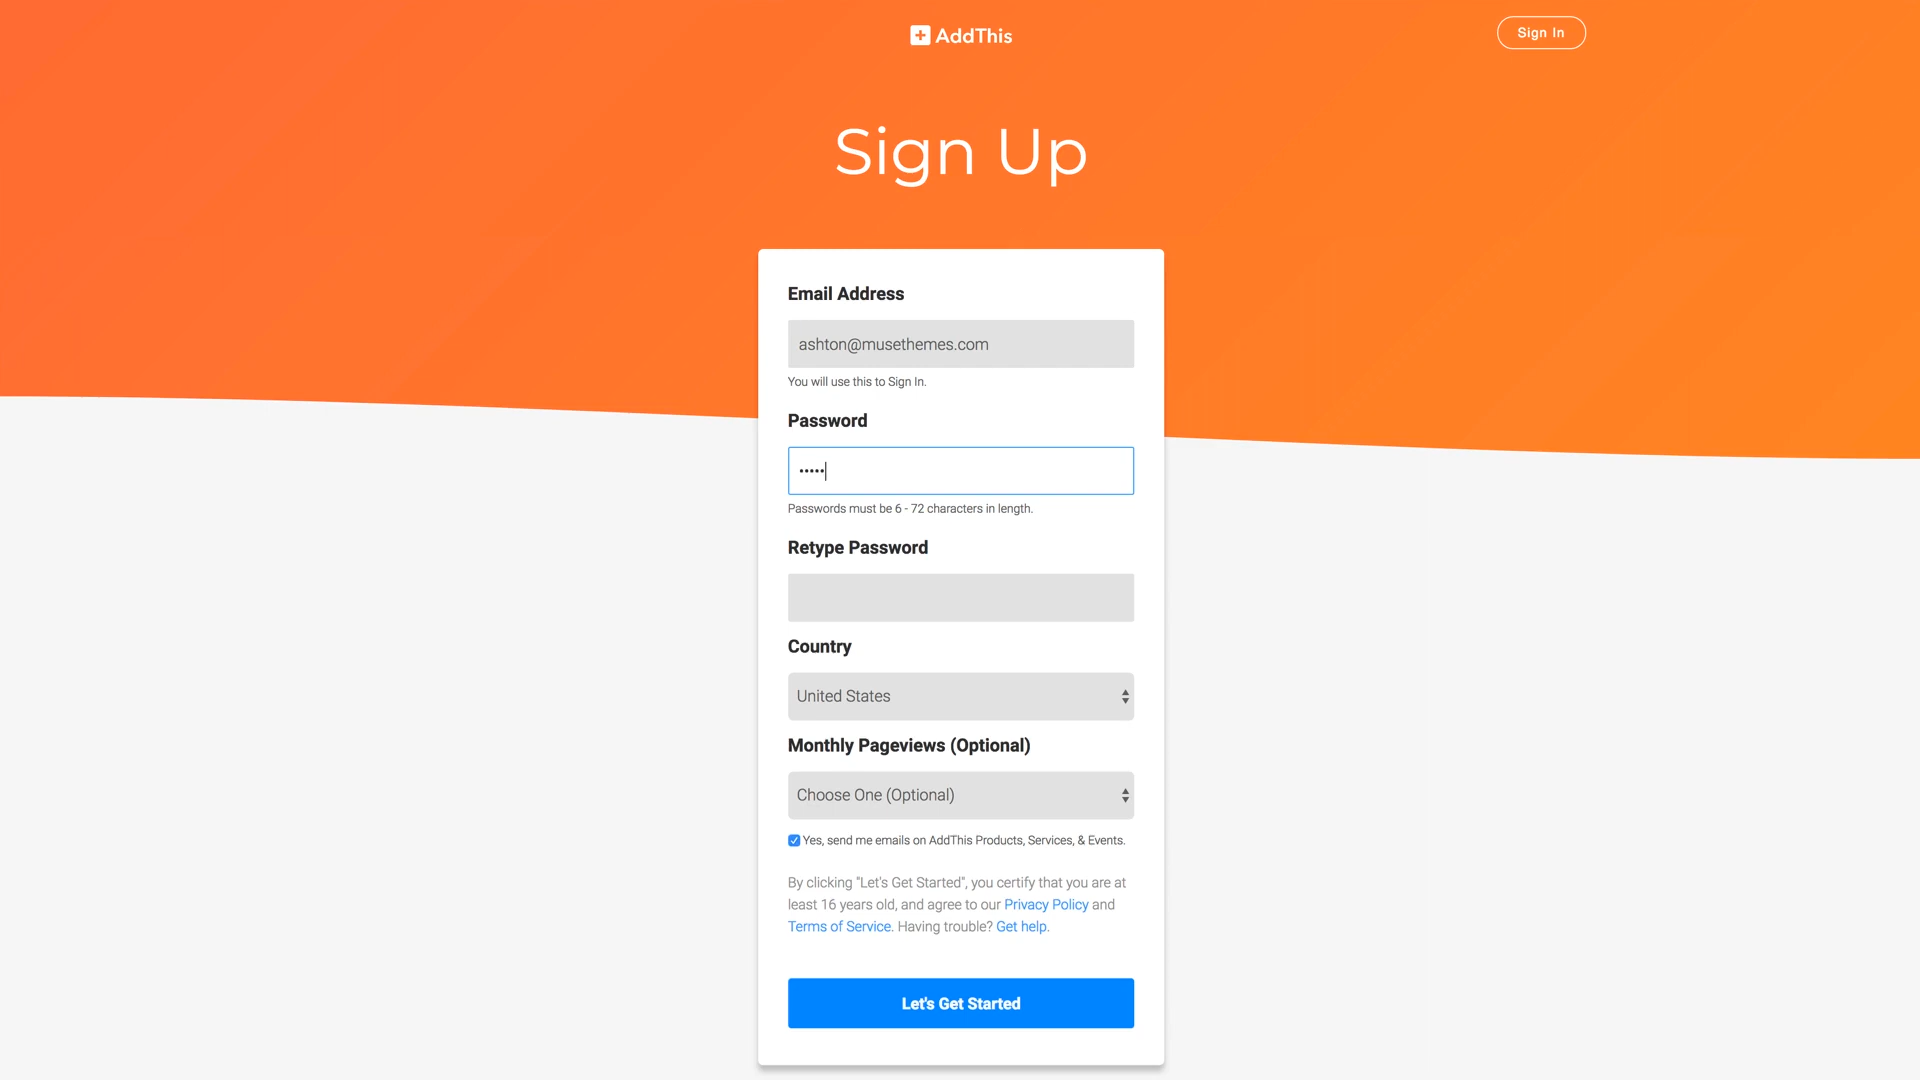 AddThis
Sign In
Sign Up
Email Address
ashton@musethemes.com
You will use this to Sign In.
Password
•••••
Passwords must be 6 - 72 characters in length.
Retype Password
Country
United States
Monthly Pageviews (Optional)
Choose One (Optional)
Yes, send me emails on AddThis Products, Services, & Events.
By clicking "Let's Get Started", you certify that you are at
least 16 years old, and agree to our Privacy Policy and
Terms of Service. Having trouble? Get help.
Let's Get Started